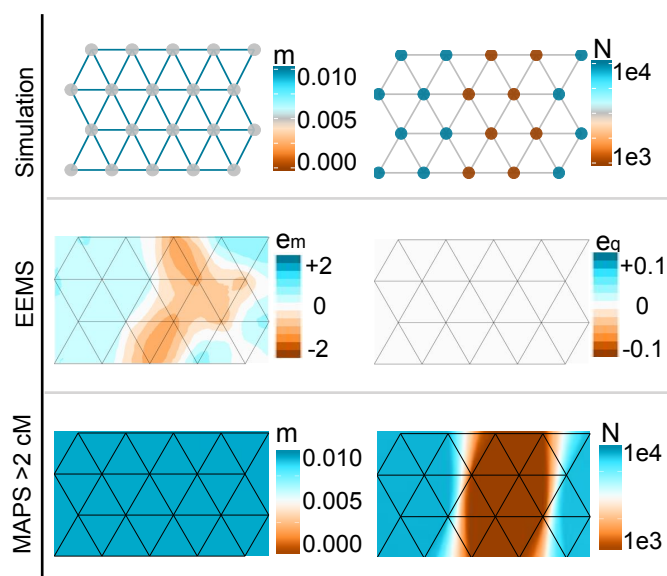 Simulation
m
0.010
0.005
0.000
N
1e4
1e3
EEMS
em
+2
0
-2
eq
+0.1
0
-0.1
MAPS >2 cM
m
0.010
0.005
0.000
N
1e4
1e3